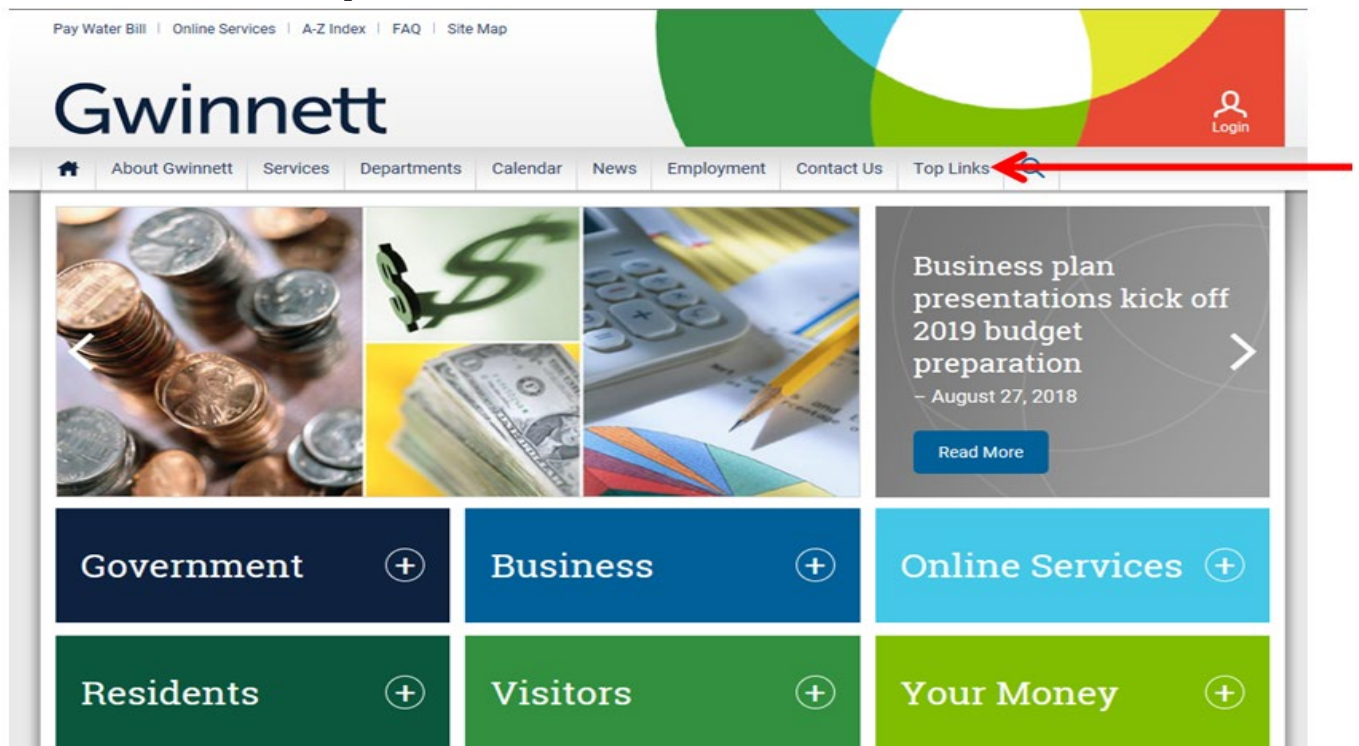 Pay Water Bill | Online Services | A-Z Index | FAQ | Site Map
Gwinnett
Login
About Gwinnett Services Departments Calendar News Employment Contact Us Top Links
Business plan
presentations kick off
2019 budget
preparation
– August 27, 2018
Read More
Government
Business
Online Services
Residents
Visitors
Your Money